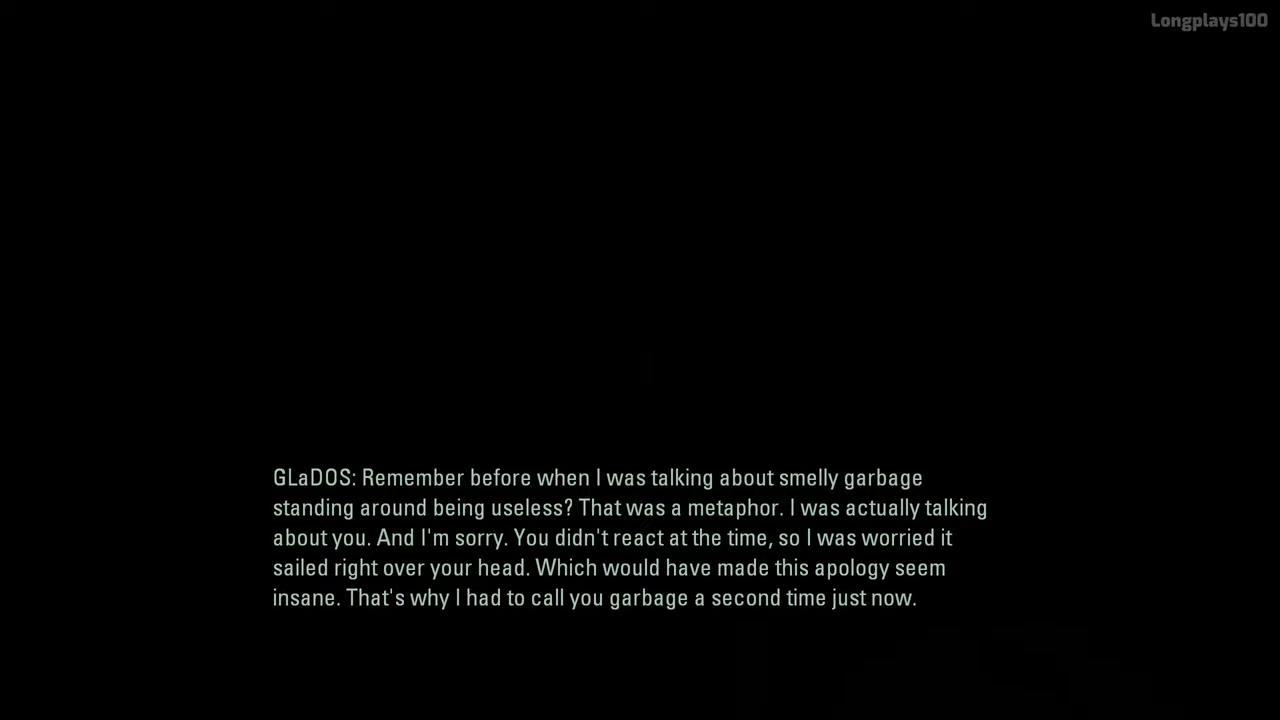 Longplays100
GLaDOS: Remember before when I was talking about smelly garbage
standing around being useless? That was a metaphor. I was actually talking
about you. And I'm sorry. You didn't react at the time, so I was worried it
sailed right over your head. Which would have made this apology seem
insane. That's why I had to call you garbage a second time just now.